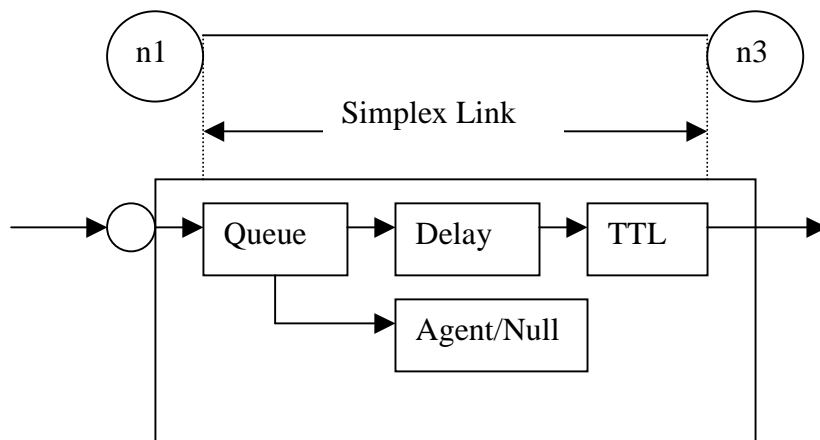 n1
n3
Simplex Link
Queue
Delay
TTL
Agent/Null